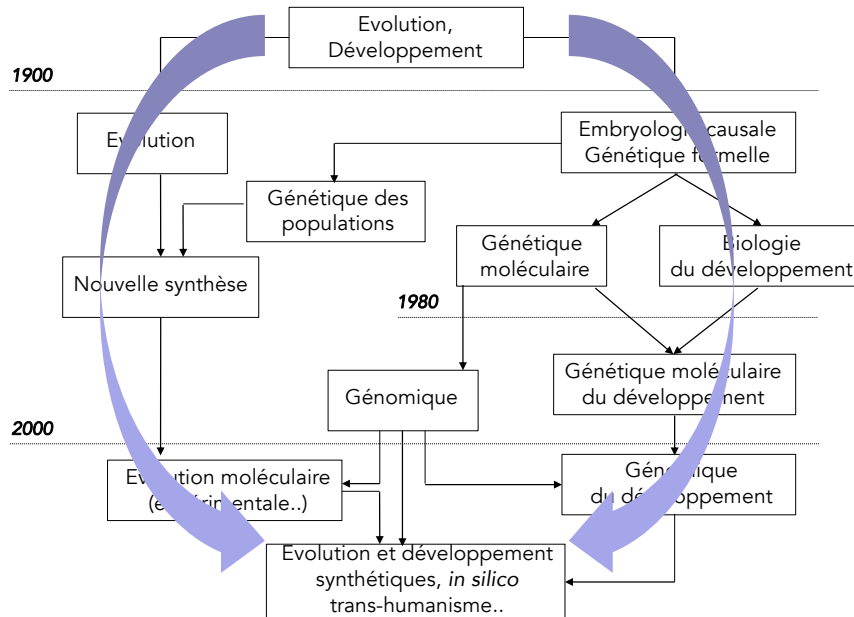 Evolution,
Développement
1900
Evolution
Embryologie causale
Génétique formelle
Génétique des
populations
Génétique
moléculaire
Biologie
du développement
Nouvelle synthèse
1980
Génomique
Génétique moléculaire
du développement
2000
Evolution moléculaire
(expérimentale..)
Génomique
du développement
Evolution et développement
synthétiques, in silico
trans-humanisme..